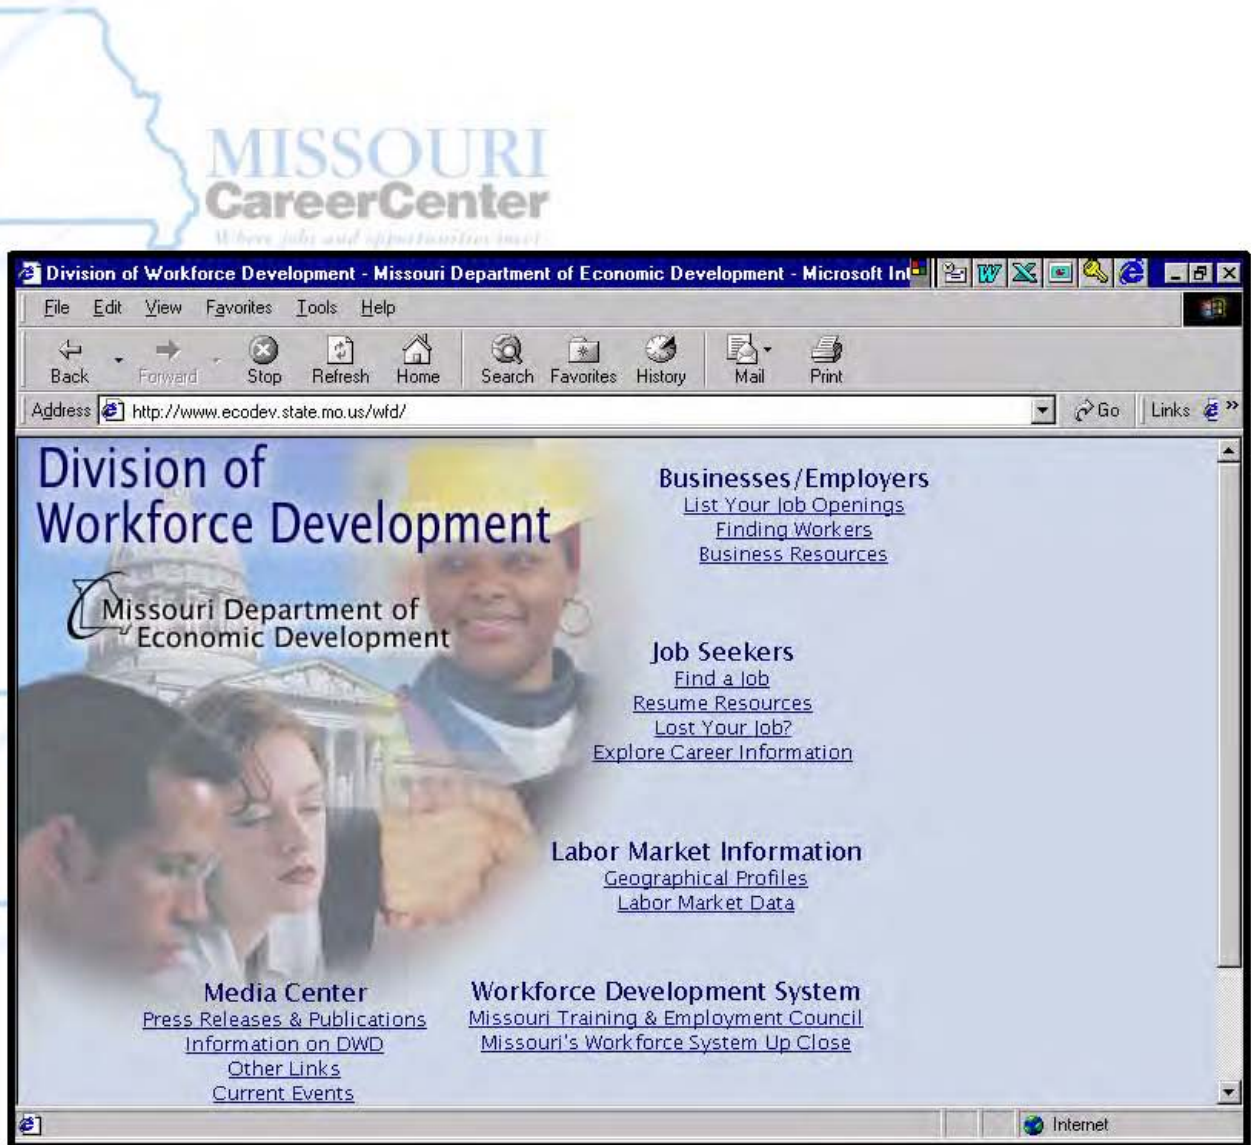 MISSOURI
CareerCenter
Where jobs and opportunities meet
Division of Workforce Development - Missouri Department of Economic Development - Microsoft Int
File Edit View Favorites Tools Help
Back Forward Stop Refresh Home Search Favorites History Mail Print
Address http://www.ecodev.state.mo.us/wfd/ Go Links »
Division of
Workforce Development
Missouri Department of
Economic Development
Businesses/Employers
List Your Job Openings
Finding Workers
Business Resources
Job Seekers
Find a Job
Resume Resources
Lost Your Job?
Explore Career Information
Labor Market Information
Geographical Profiles
Labor Market Data
Media Center
Press Releases & Publications
Information on DWD
Other Links
Current Events
Workforce Development System
Missouri Training & Employment Council
Missouri's Workforce System Up Close
Internet